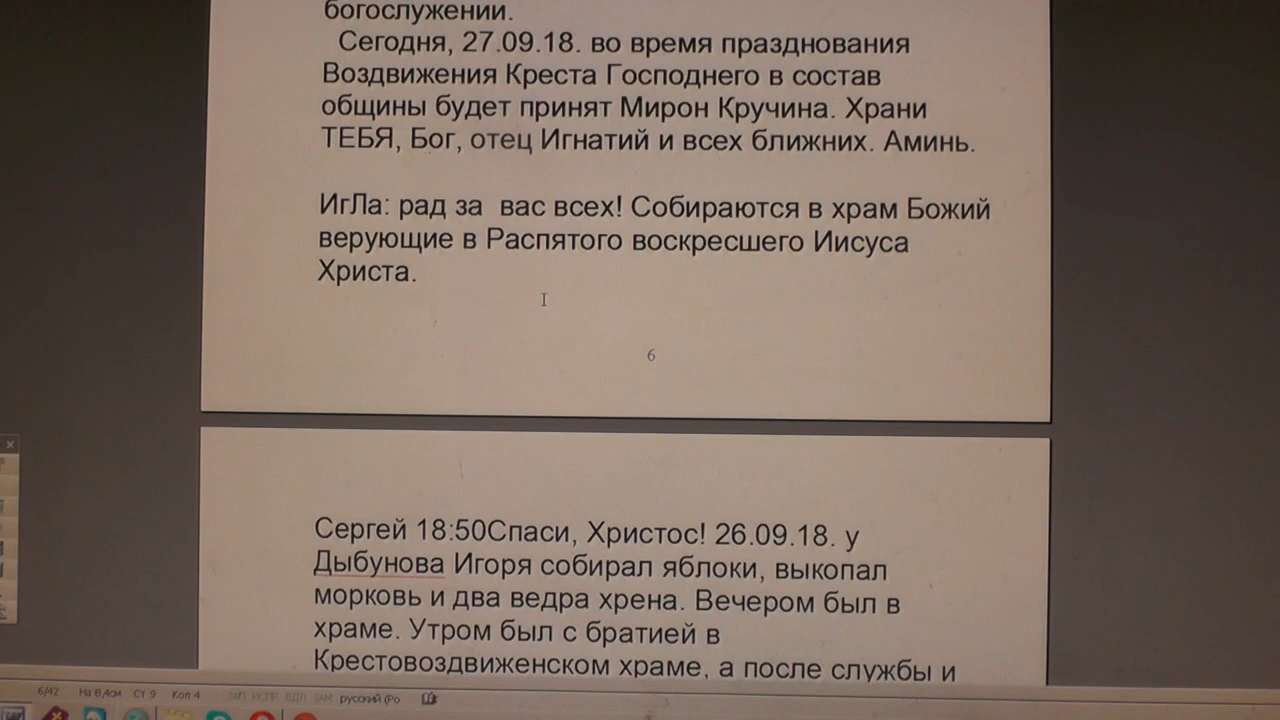 богослужении.
Сегодня, 27.09.18. во время празднования
Воздвижения Креста Господнего в состав
общины будет принят Мирон Кручина. Храни
ТЕБЯ, Бог, отец Игнатий и всех ближних. Аминь.
ИгЛа: рад за вас всех! Собираются в храм Божий
верующие в Распятого воскресшего Иисуса
Христа.
6
Сергей 18:50Спаси, Христос! 26.09.18. у
Дыбунова Игоря собирал яблоки, выкопал
морковь и два ведра хрена. Вечером был в
храме. Утром был с братией в
Крестовоздвиженском храме, а после службы и
6/42 На 8,4см Ст 9 Кол 4 ЗАП ИСПР ВДЛ ЗАМ русский (Ро